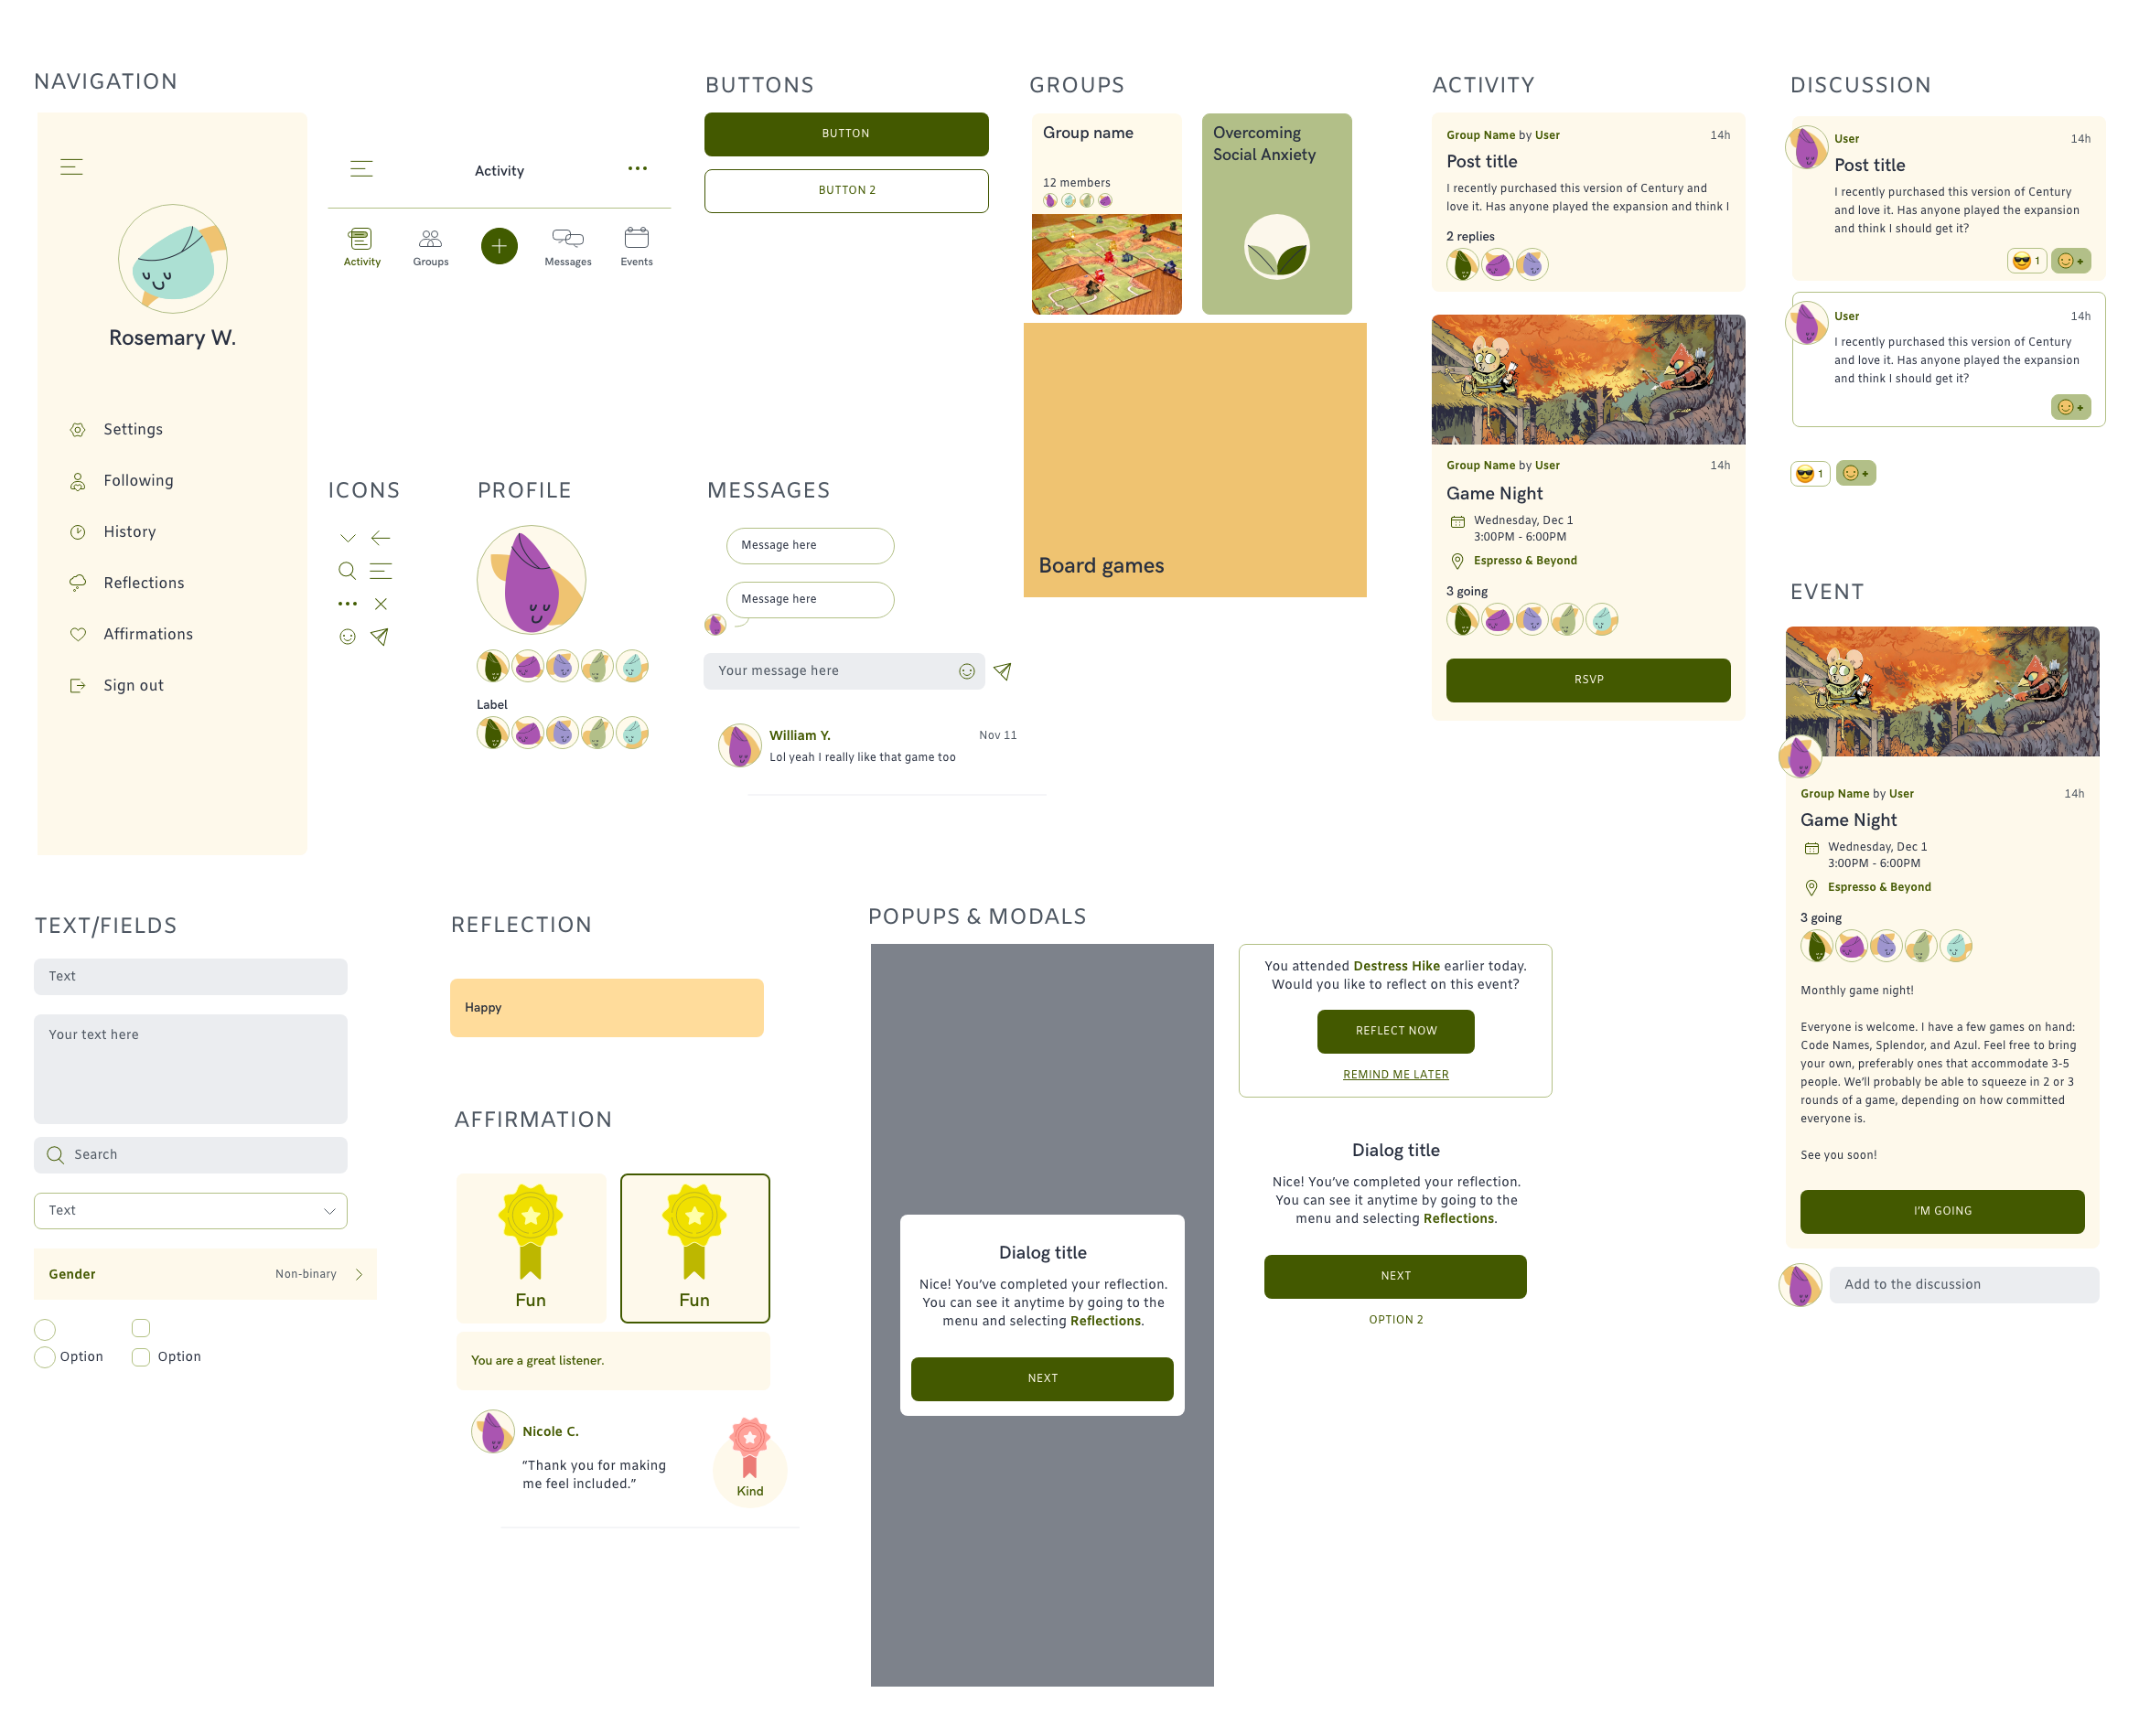 NAVIGATION
Rosemary W.
Settings
Following
History
Reflections
Affirmations
Sign out
Activity
Activity
Groups
Messages
Events
BUTTONS
BUTTON
BUTTON 2
GROUPS
Group name
12 members
Overcoming
Social Anxiety
Board games
ACTIVITY
Group Name by User
14h
Post title
I recently purchased this version of Century and
love it. Has anyone played the expansion and think I
2 replies
Group Name by User
14h
Game Night
Wednesday, Dec 1
3:00PM - 6:00PM
Espresso & Beyond
3 going
RSVP
DISCUSSION
User
14h
Post title
I recently purchased this version of Century
and love it. Has anyone played the expansion
and think I should get it?
1
+
User
14h
I recently purchased this version of Century
and love it. Has anyone played the expansion
and think I should get it?
+
1
+
ICONS
PROFILE
Label
MESSAGES
Message here
Message here
Your message here
William Y.
Nov 11
Lol yeah I really like that game too
EVENT
Group Name by User
14h
Game Night
Wednesday, Dec 1
3:00PM - 6:00PM
Espresso & Beyond
3 going
Monthly game night!
Everyone is welcome. I have a few games on hand:
Code Names, Splendor, and Azul. Feel free to bring
your own, preferably ones that accommodate 3-5
people. We'll probably be able to squeeze in 2 or 3
rounds of a game, depending on how committed
everyone is.
See you soon!
I'M GOING
Add to the discussion
TEXT/FIELDS
Text
Your text here
Search
Text
Gender
Non-binary
Option
Option
REFLECTION
Happy
AFFIRMATION
Fun
Fun
You are a great listener.
Nicole C.
"Thank you for making
me feel included."
Kind
POPUPS & MODALS
Dialog title
Nice! You've completed your reflection.
You can see it anytime by going to the
menu and selecting Reflections.
NEXT
You attended Destress Hike earlier today.
Would you like to reflect on this event?
REFLECT NOW
REMIND ME LATER
Dialog title
Nice! You've completed your reflection.
You can see it anytime by going to the
menu and selecting Reflections.
NEXT
OPTION 2